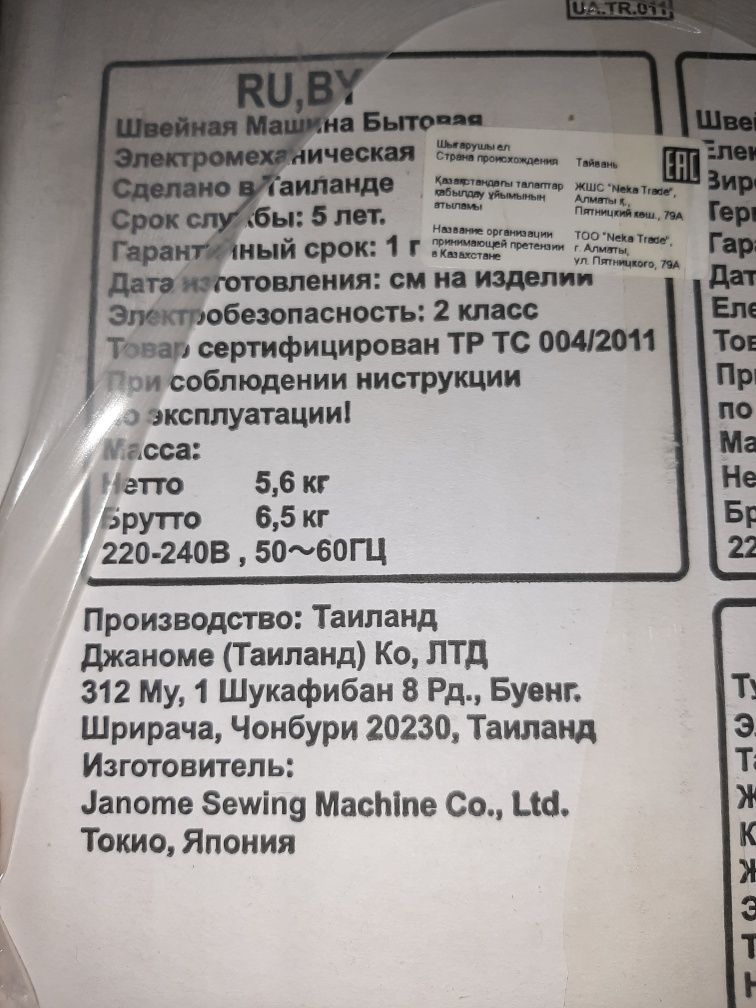 UA.TR.011
RU,BY
Швейная Машина Бытовая
Электромеханическая
Сделано в Таиланде
Срок службы: 5 лет.
Гарантийный срок: 1 г
Дата изготовления: см на изделии
Электробезопасность: 2 класс
Товар сертифицирован ТР ТС 004/2011
При соблюдении ниструкции
по эксплуатации!
Масса:
Нетто 5,6 кг
Брутто 6,5 кг
220-240В , 50~60ГЦ
Шығарушы ел
Страна происхождения Тайвань
EAC
Қазақстандағы талаптар ЖШС "Neka Trade",
қабылдау ұйымының Алматы қ.,
атыламы Пятницкий көш., 79А
Название организации ТОО "Neka Trade",
принимающей претензии г. Алматы,
в Казахстане ул. Пятницкого, 79А
Производство: Таиланд
Джаноме (Таиланд) Ко, ЛТД
312 Му, 1 Шукафибан 8 Рд., Буенг.
Шрирача, Чонбури 20230, Таиланд
Изготовитель:
Janome Sewing Machine Co., Ltd.
Токио, Япония
по
22